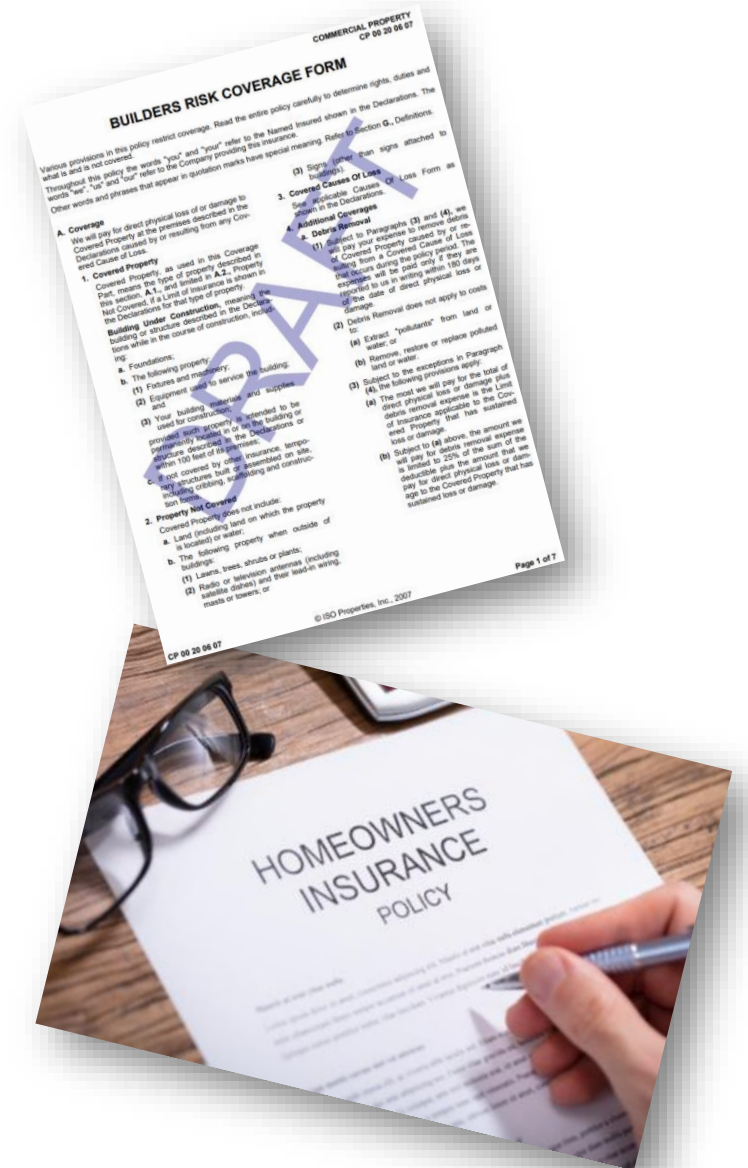 COMMERCIAL PROPERTY
CP 00 20 06 07
BUILDERS RISK COVERAGE FORM
Various provisions in this policy restrict coverage. Read the entire policy carefully to determine rights, duties and
what is and is not covered.
Throughout this policy the words "you" and "your" refer to the Named Insured shown in the Declarations. The
words "we", "us" and "our" refer to the Company providing this insurance.
Other words and phrases that appear in quotation marks have special meaning. Refer to Section G., Definitions.
A. Coverage
We will pay for direct physical loss of or damage to
Covered Property at the premises described in the
Declarations caused by or resulting from any Cov-
ered Cause of Loss.
1. Covered Property
Covered Property, as used in this Coverage
Part, means the type of property described in
this section, A.1., and limited in A.2., Property
Not Covered, if a Limit of Insurance is shown in
the Declarations for that type of property.
Building Under Construction, meaning the
building or structure described in the Declara-
tions while in the course of construction, includ-
ing:
a. Foundations;
b. The following property:
(1) Fixtures and machinery;
(2) Equipment used to service the building;
and
(3) Your building materials and supplies
used for construction;
provided such property is intended to be
permanently located in or on the building or
structure described in the Declarations or
within 100 feet of its premises;
c. If not covered by other insurance, tempo-
rary structures built or assembled on site,
including cribbing, scaffolding and construc-
tion forms.
2. Property Not Covered
Covered Property does not include:
a. Land (including land on which the property
is located) or water;
b. The following property when outside of
buildings:
(1) Lawns, trees, shrubs or plants;
(2) Radio or television antennas (including
satellite dishes) and their lead-in wiring,
masts or towers; or
(3) Signs (other than signs attached to
buildings).
3. Covered Causes Of Loss
See applicable Causes Of Loss Form as
shown in the Declarations.
4. Additional Coverages
a. Debris Removal
(1) Subject to Paragraphs (3) and (4), we
will pay your expense to remove debris
of Covered Property caused by or re-
sulting from a Covered Cause of Loss
that occurs during the policy period. The
expenses will be paid only if they are
reported to us in writing within 180 days
of the date of direct physical loss or
damage.
(2) Debris Removal does not apply to costs
to:
(a) Extract "pollutants" from land or
water; or
(b) Remove, restore or replace polluted
land or water.
(3) Subject to the exceptions in Paragraph
(4), the following provisions apply:
(a) The most we will pay for the total of
direct physical loss or damage plus
debris removal expense is the Limit
of Insurance applicable to the Cov-
ered Property that has sustained
loss or damage.
(b) Subject to (a) above, the amount we
will pay for debris removal expense
is limited to 25% of the sum of the
deductible plus the amount that we
pay for direct physical loss or dam-
age to the Covered Property that has
sustained loss or damage.
DRAFT
CP 00 20 06 07
© ISO Properties, Inc., 2007
Page 1 of 7
HOMEOWNERS
INSURANCE
POLICY